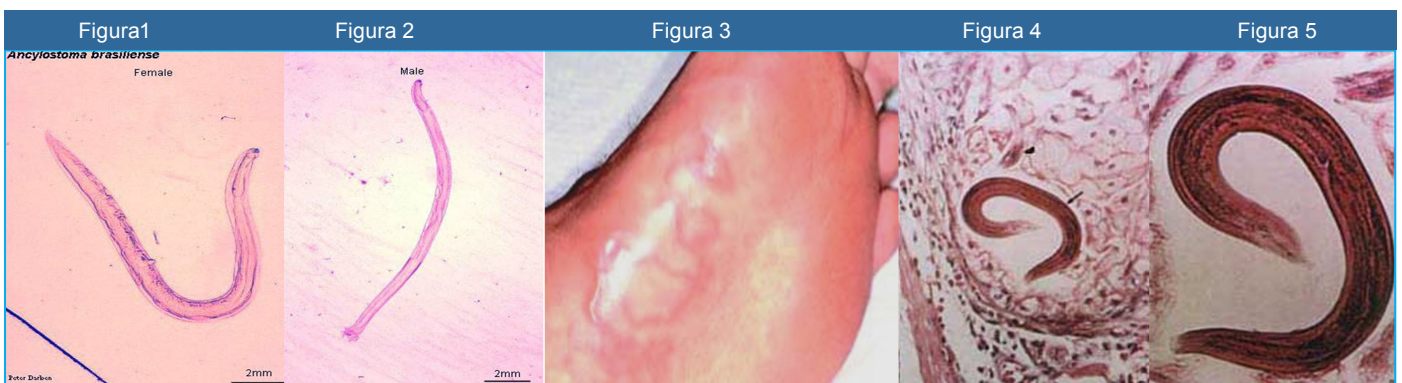 Figura1
Figura 2
Figura 3
Figura 4
Figura 5
Ancylostoma brasiliense
Female
Male
Peter Darben
2mm
2mm